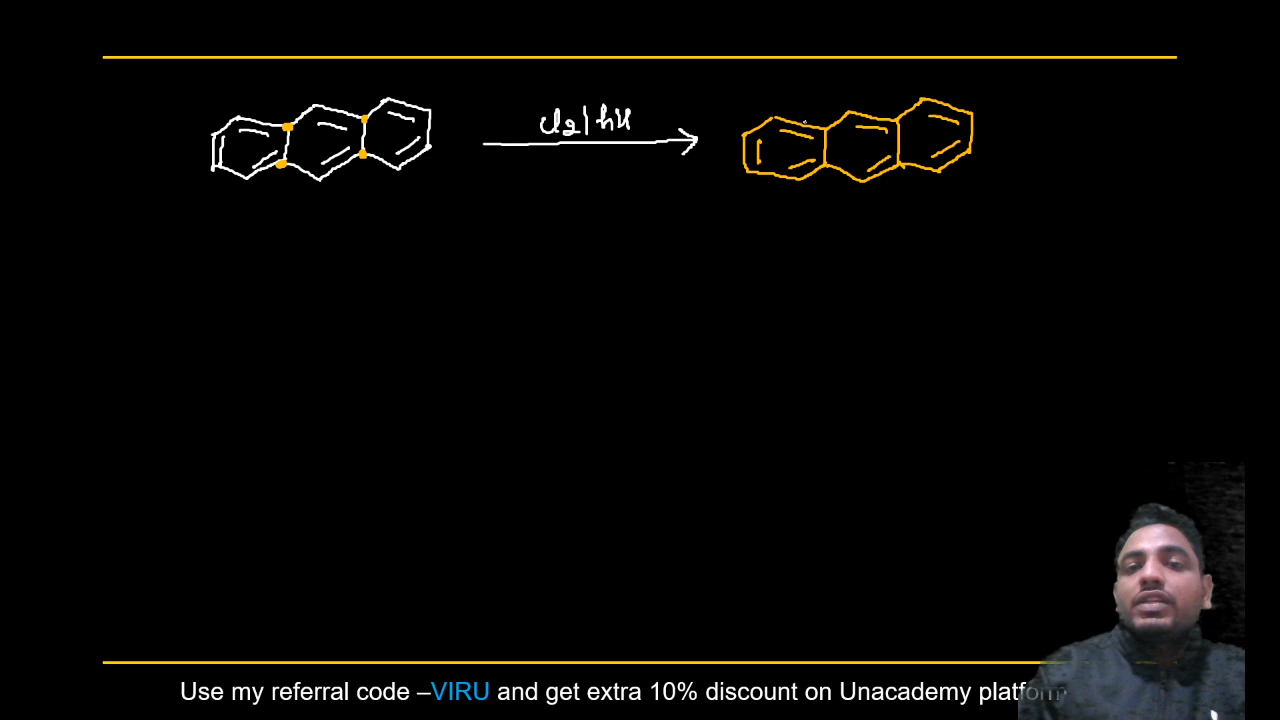 Cl2 | hν
Use my referral code –VIRU and get extra 10% discount on Unacademy platform